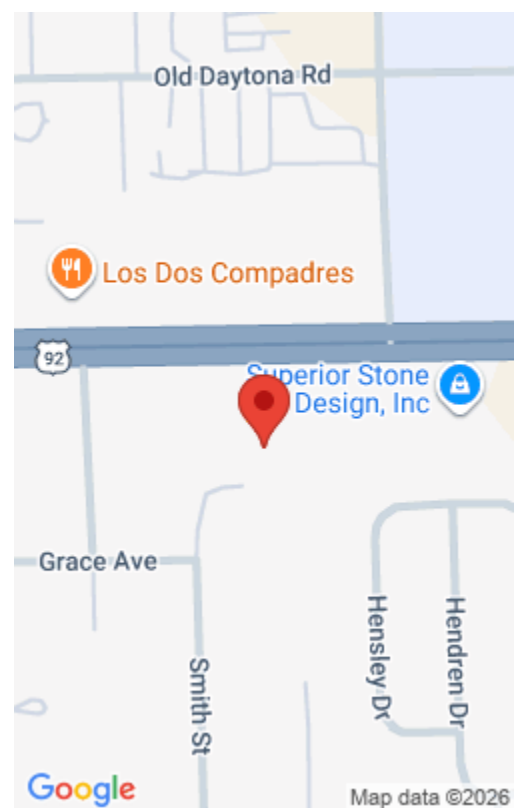 Old Daytona Rd
Los Dos Compadres
92
Superior Stone
Design, Inc
Grace Ave
Smith St
Hensley Dr
Hendren Dr
Google
Map data ©2026